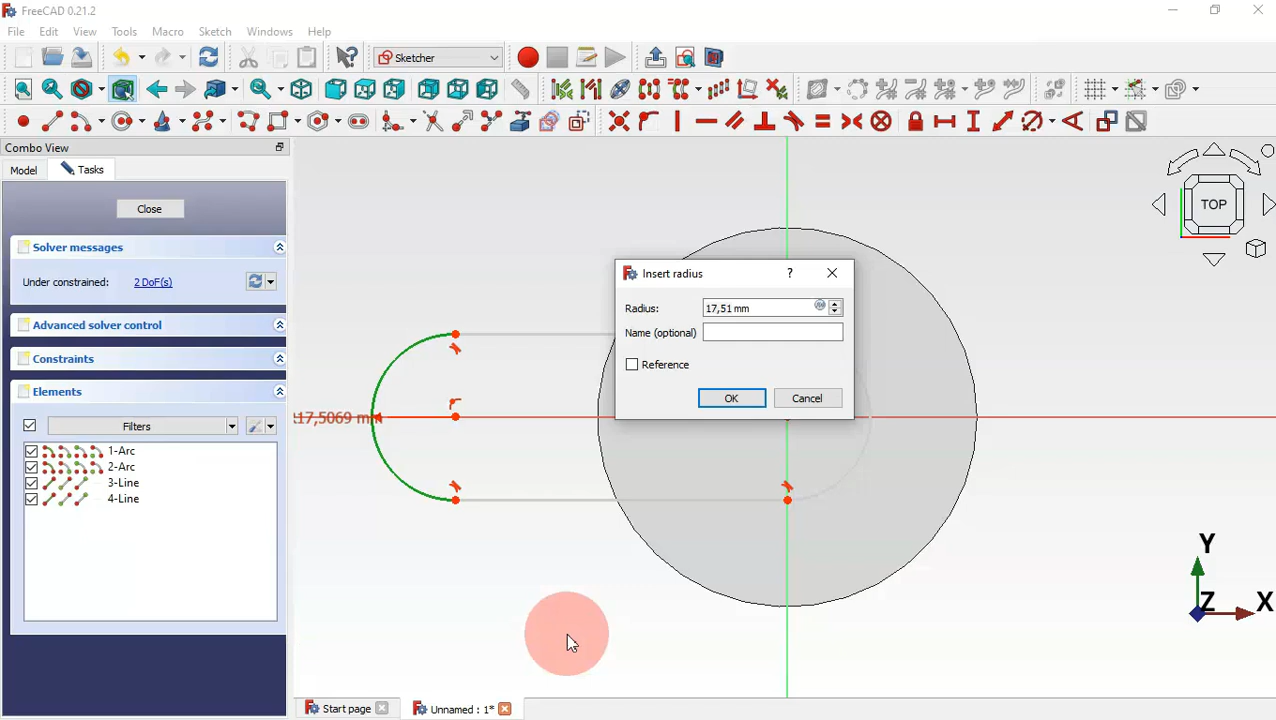 FreeCAD 0.21.2
File Edit View Tools Macro Sketch Windows Help
Sketcher
Combo View
Model Tasks
Close
Solver messages
Under constrained: 2 DoF(s)
Advanced solver control
Constraints
Elements
Filters
1-Arc
2-Arc
3-Line
4-Line
17,5069 m
Insert radius ?
Radius: 17,51 mm
Name (optional)
Reference
OK Cancel
TOP
Y
Z X
Start page Unnamed : 1*